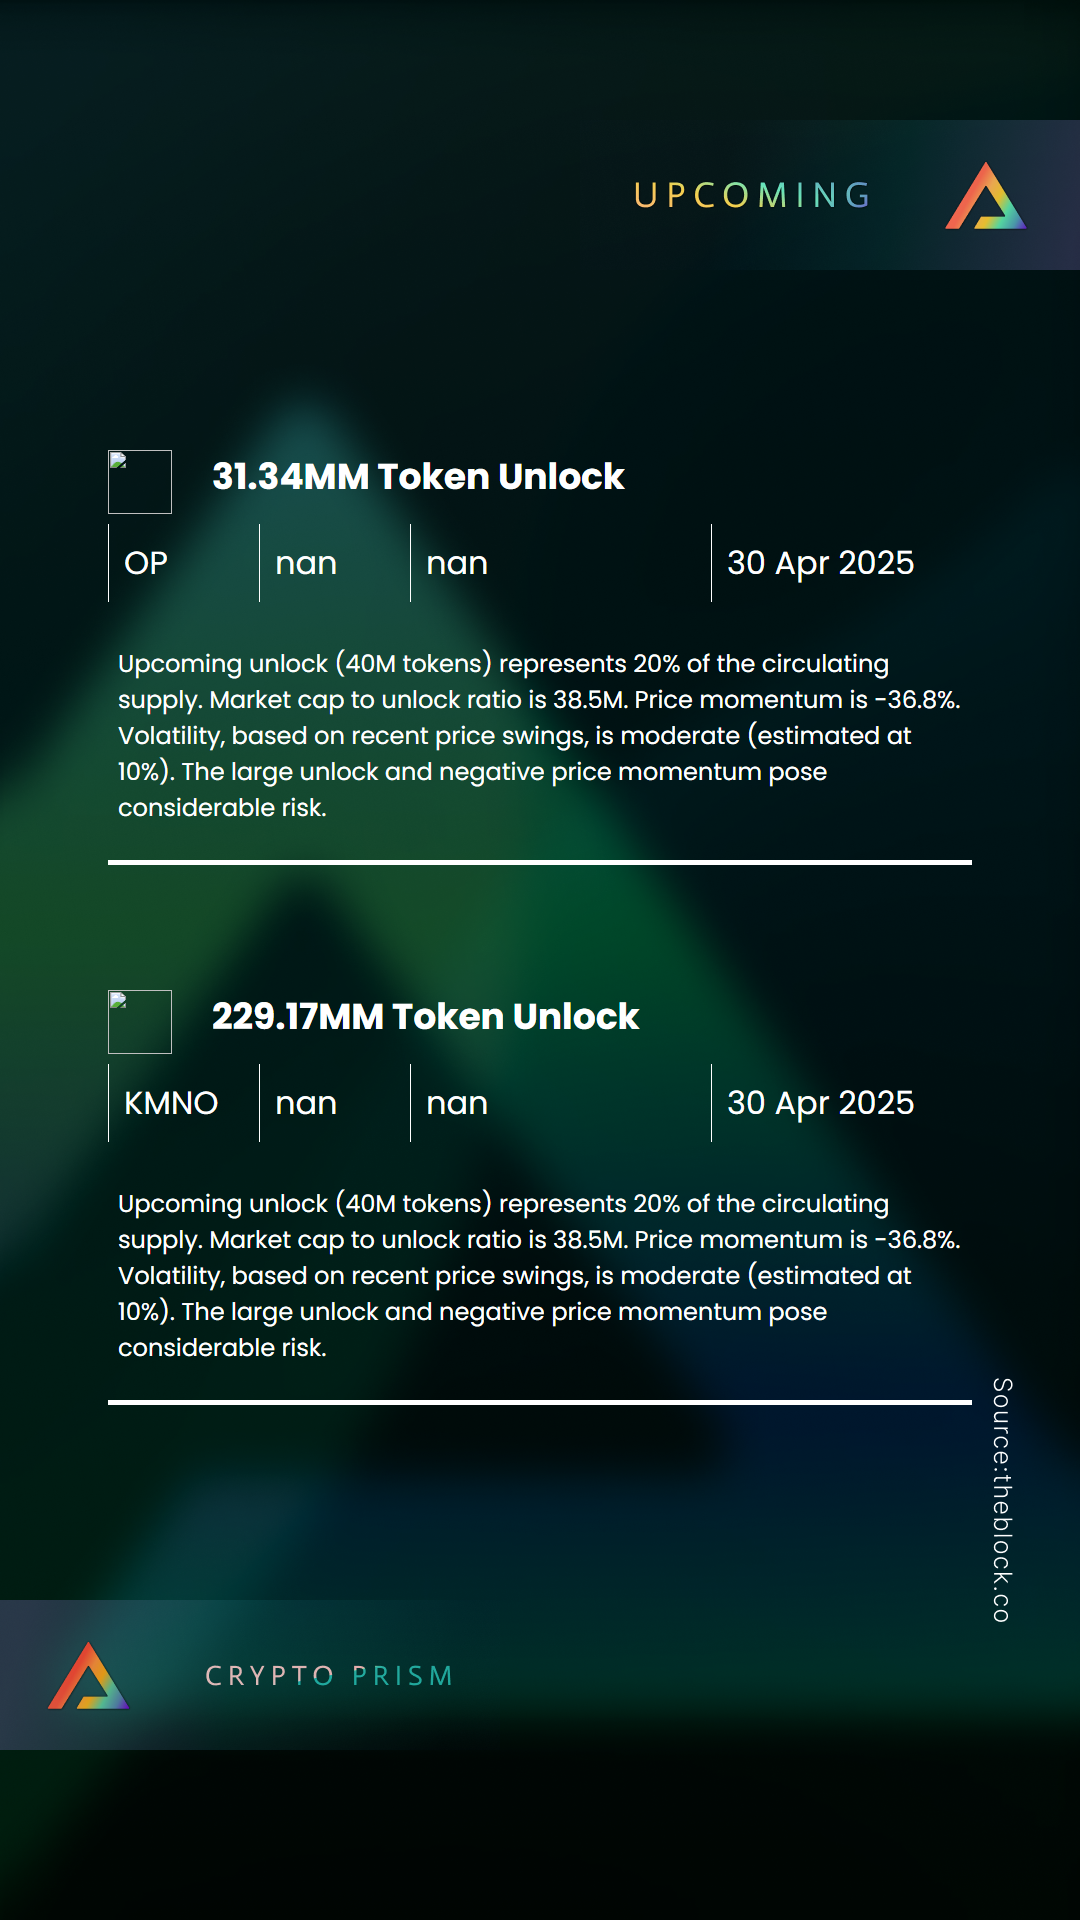 UPCOMING
31.34MM Token Unlock
OP nan nan 30 Apr 2025
Upcoming unlock (40M tokens) represents 20% of the circulating
supply. Market cap to unlock ratio is 38.5M. Price momentum is -36.8%.
Volatility, based on recent price swings, is moderate (estimated at
10%). The large unlock and negative price momentum pose
considerable risk.
229.17MM Token Unlock
KMNO nan nan 30 Apr 2025
Upcoming unlock (40M tokens) represents 20% of the circulating
supply. Market cap to unlock ratio is 38.5M. Price momentum is -36.8%.
Volatility, based on recent price swings, is moderate (estimated at
10%). The large unlock and negative price momentum pose
considerable risk.
Source:theblock.co
CRYPTO PRISM